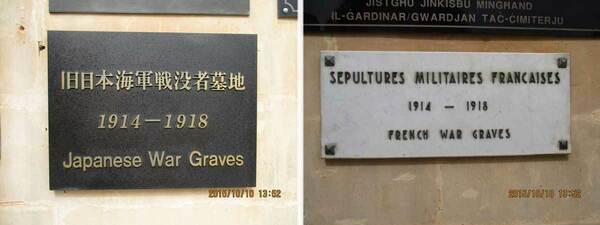 旧日本海軍戦没者墓地
1914－1918
Japanese War Graves
2015/10/10 13:52
JISTGHU JINKISBU MINGHAND
IL-GARDINAR/GWARDJAN TAC-CIMITERJU
SEPULTURES MILITAIRES FRANCAISES
1914 — 1918
FRENCH WAR GRAVES
2015/10/10 13:52